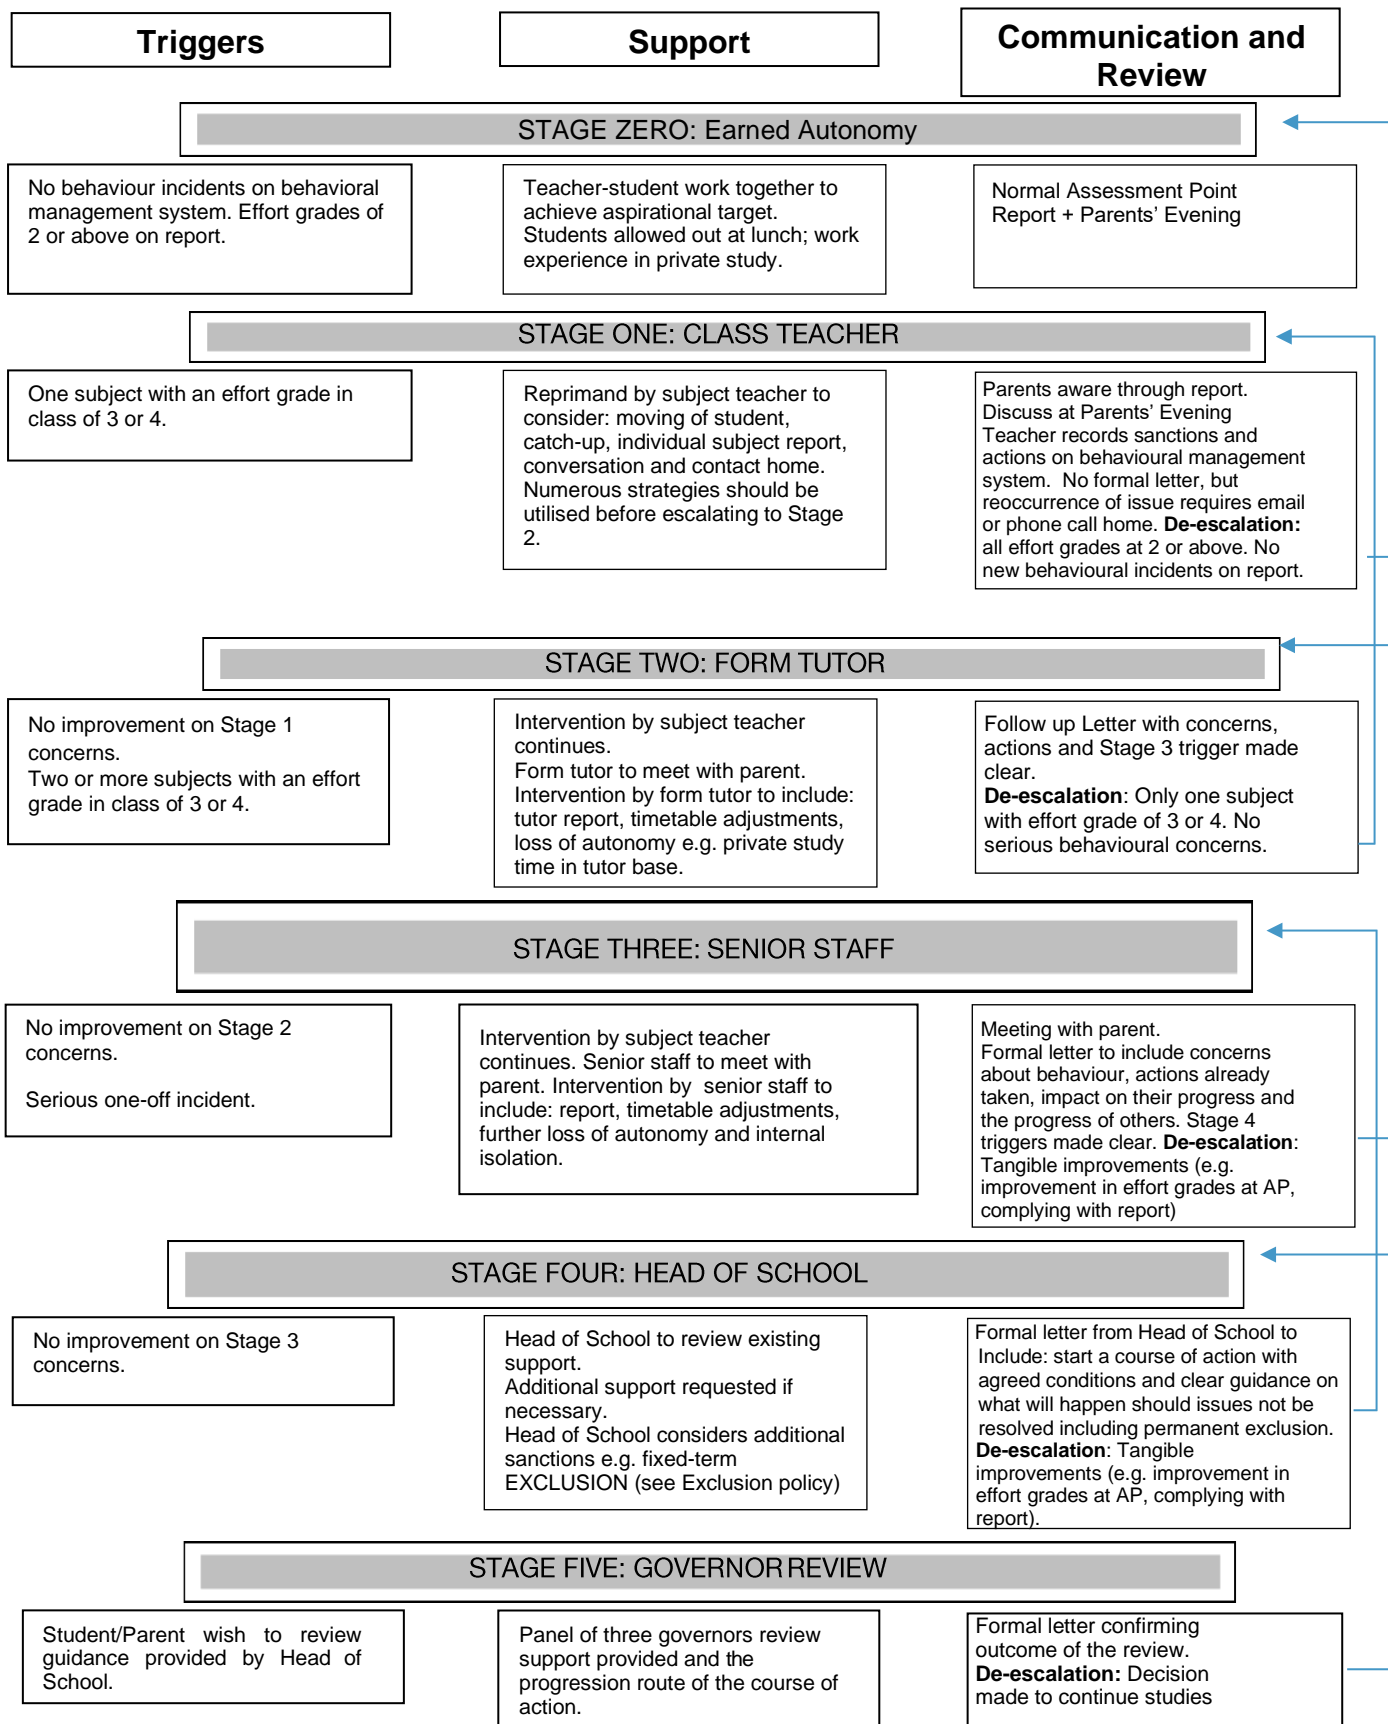 Triggers
Support
Communication and
Review
STAGE ZERO: Earned Autonomy
No behaviour incidents on behavioral
management system. Effort grades of
2 or above on report.
Teacher-student work together to
achieve aspirational target.
Students allowed out at lunch; work
experience in private study.
Normal Assessment Point
Report + Parents’ Evening
STAGE ONE: CLASS TEACHER
One subject with an effort grade in
class of 3 or 4.
Reprimand by subject teacher to
consider: moving of student,
catch-up, individual subject report,
conversation and contact home.
Numerous strategies should be
utilised before escalating to Stage
2.
Parents aware through report.
Discuss at Parents’ Evening
Teacher records sanctions and
actions on behavioural management
system. No formal letter, but
reoccurrence of issue requires email
or phone call home. De-escalation:
all effort grades at 2 or above. No
new behavioural incidents on report.
STAGE TWO: FORM TUTOR
No improvement on Stage 1
concerns.
Two or more subjects with an effort
grade in class of 3 or 4.
Intervention by subject teacher
continues.
Form tutor to meet with parent.
Intervention by form tutor to include:
tutor report, timetable adjustments,
loss of autonomy e.g. private study
time in tutor base.
Follow up Letter with concerns,
actions and Stage 3 trigger made
clear.
De-escalation: Only one subject
with effort grade of 3 or 4. No
serious behavioural concerns.
STAGE THREE: SENIOR STAFF
No improvement on Stage 2
concerns.
Serious one-off incident.
Intervention by subject teacher
continues. Senior staff to meet with
parent. Intervention by senior staff to
include: report, timetable adjustments,
further loss of autonomy and internal
isolation.
Meeting with parent.
Formal letter to include concerns
about behaviour, actions already
taken, impact on their progress and
the progress of others. Stage 4
triggers made clear. De-escalation:
Tangible improvements (e.g.
improvement in effort grades at AP,
complying with report)
STAGE FOUR: HEAD OF SCHOOL
No improvement on Stage 3
concerns.
Head of School to review existing
support.
Additional support requested if
necessary.
Head of School considers additional
sanctions e.g. fixed-term
EXCLUSION (see Exclusion policy)
Formal letter from Head of School to
Include: start a course of action with
agreed conditions and clear guidance on
what will happen should issues not be
resolved including permanent exclusion.
De-escalation: Tangible
improvements (e.g. improvement in
effort grades at AP, complying with
report).
STAGE FIVE: GOVERNOR REVIEW
Student/Parent wish to review
guidance provided by Head of
School.
Panel of three governors review
support provided and the
progression route of the course of
action.
Formal letter confirming
outcome of the review.
De-escalation: Decision
made to continue studies